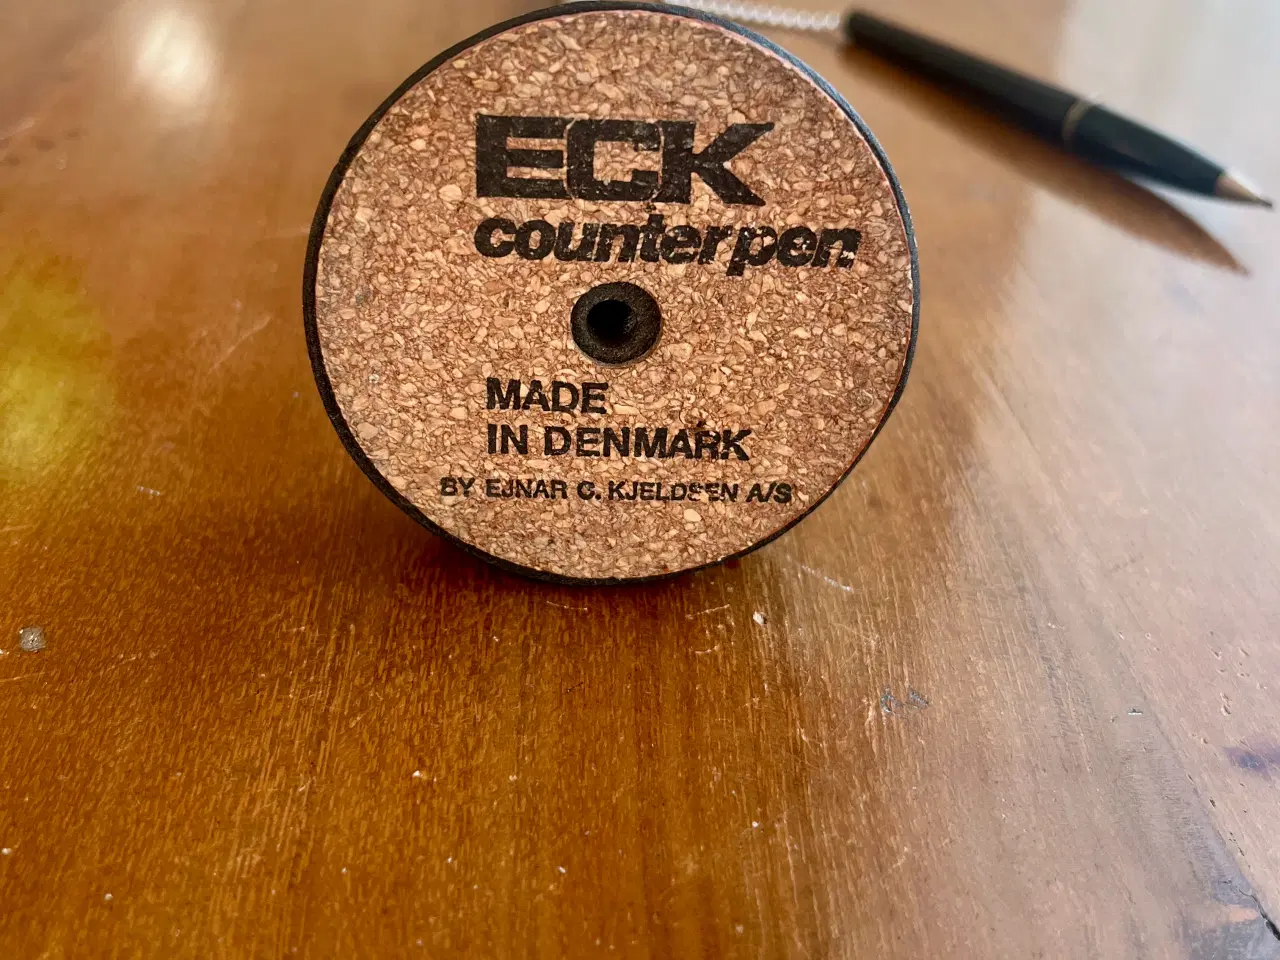 ECK
counterpen
MADE
IN DENMARK
BY EJNAR C. KJELDSEN A/S